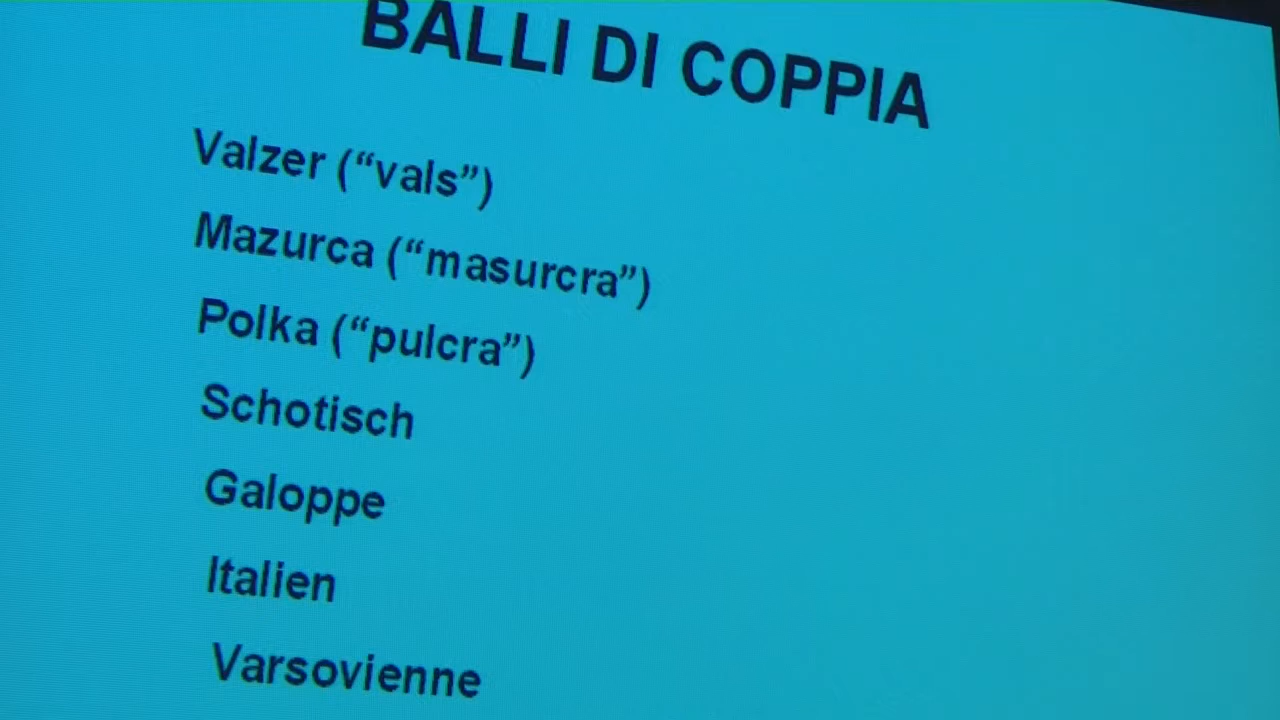 BALLI DI COPPIA
Valzer (“vals”)
Mazurca (“masurcra”)
Polka (“pulcra”)
Schotisch
Galoppe
Italien
Varsovienne